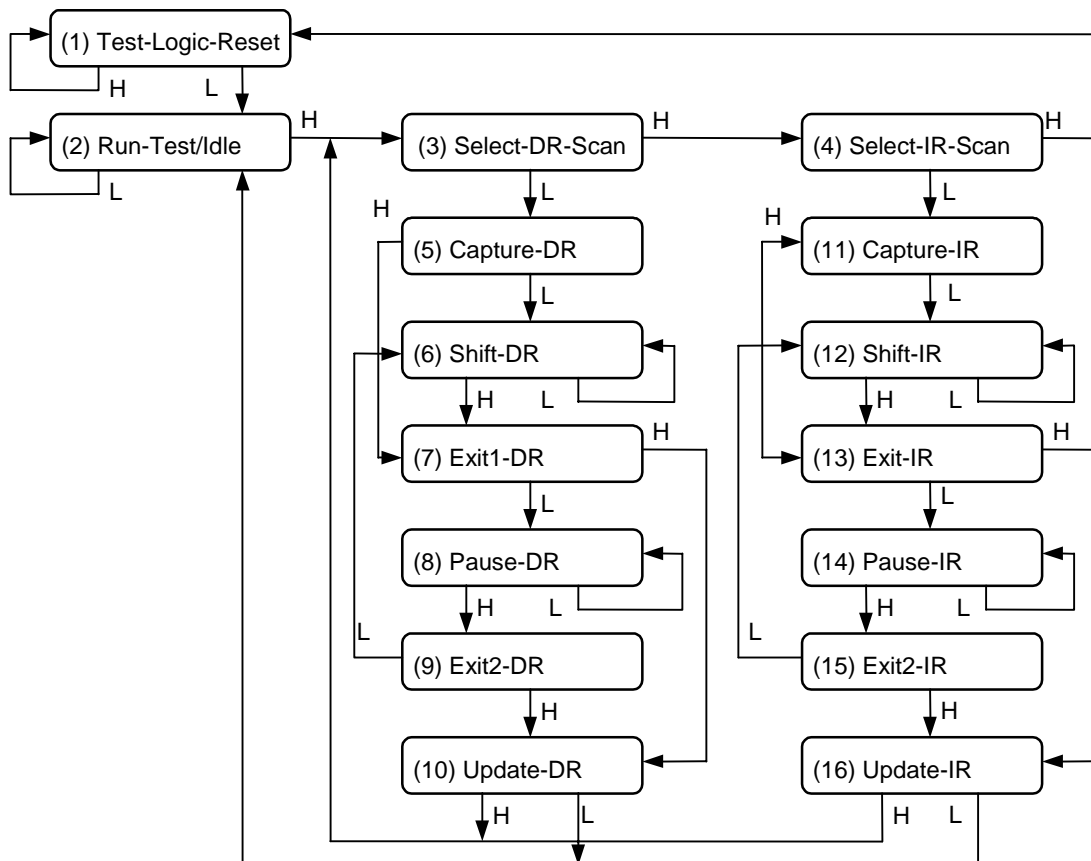 (1) Test-Logic-Reset
H
L
(2) Run-Test/Idle
H
L
(3) Select-DR-Scan
H
L
(4) Select-IR-Scan
H
L
H
(5) Capture-DR
L
H
(11) Capture-IR
L
(6) Shift-DR
H
L
(12) Shift-IR
H
L
(7) Exit1-DR
H
L
(13) Exit-IR
H
L
(8) Pause-DR
H
L
(14) Pause-IR
H
L
L
(9) Exit2-DR
H
L
(15) Exit2-IR
H
(10) Update-DR
H
L
(16) Update-IR
H
L